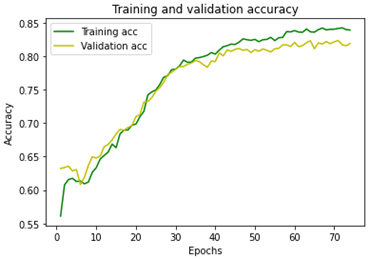 Training and validation accuracy
Training acc
Validation acc
Accuracy
0.85
0.80
0.75
0.70
0.65
0.60
0.55
0 10 20 30 40 50 60 70
Epochs